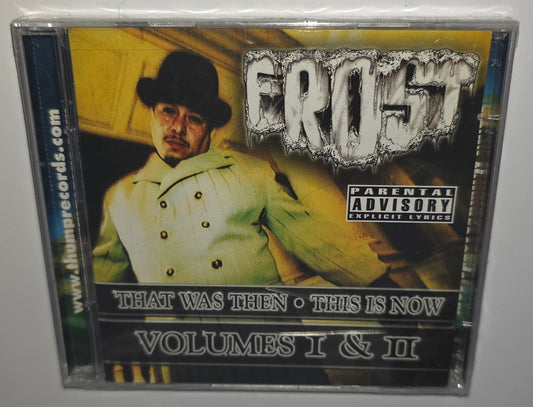 FROST
PARENTAL
ADVISORY
EXPLICIT LYRICS
www.thumprecords.com
THAT WAS THEN • THIS IS NOW
VOLUMES I & II